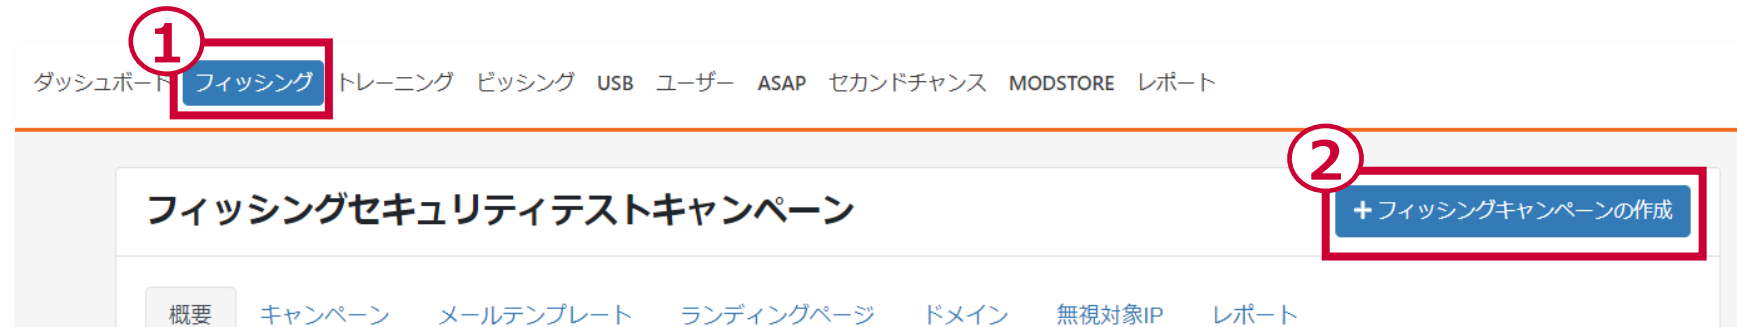 1
ダッシュボード フィッシング トレーニング ビッシング USB ユーザー ASAP セカンドチャンス MODSTORE レポート
2
フィッシングセキュリティテストキャンペーン
+フィッシングキャンペーンの作成
概要 キャンペーン メールテンプレート ランディングページ ドメイン 無視対象IP レポート